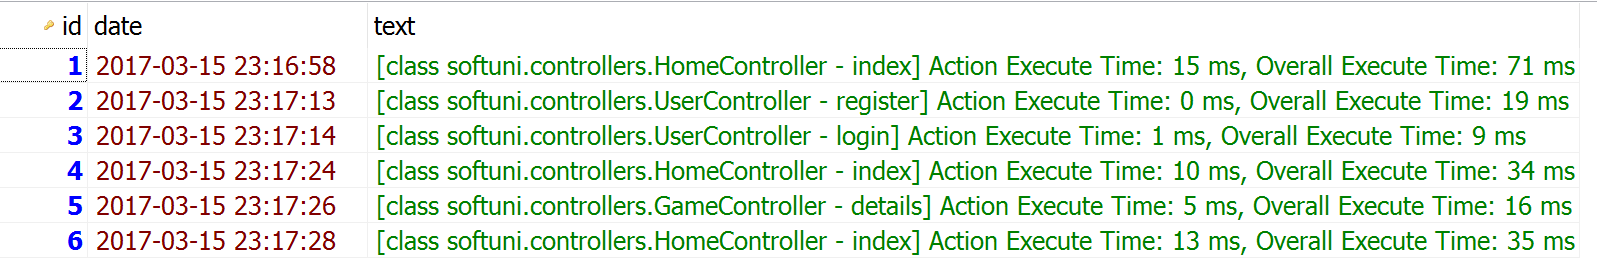 id date text
1 2017-03-15 23:16:58 [class softuni.controllers.HomeController - index] Action Execute Time: 15 ms, Overall Execute Time: 71 ms
2 2017-03-15 23:17:13 [class softuni.controllers.UserController - register] Action Execute Time: 0 ms, Overall Execute Time: 19 ms
3 2017-03-15 23:17:14 [class softuni.controllers.UserController - login] Action Execute Time: 1 ms, Overall Execute Time: 9 ms
4 2017-03-15 23:17:24 [class softuni.controllers.HomeController - index] Action Execute Time: 10 ms, Overall Execute Time: 34 ms
5 2017-03-15 23:17:26 [class softuni.controllers.GameController - details] Action Execute Time: 5 ms, Overall Execute Time: 16 ms
6 2017-03-15 23:17:28 [class softuni.controllers.HomeController - index] Action Execute Time: 13 ms, Overall Execute Time: 35 ms